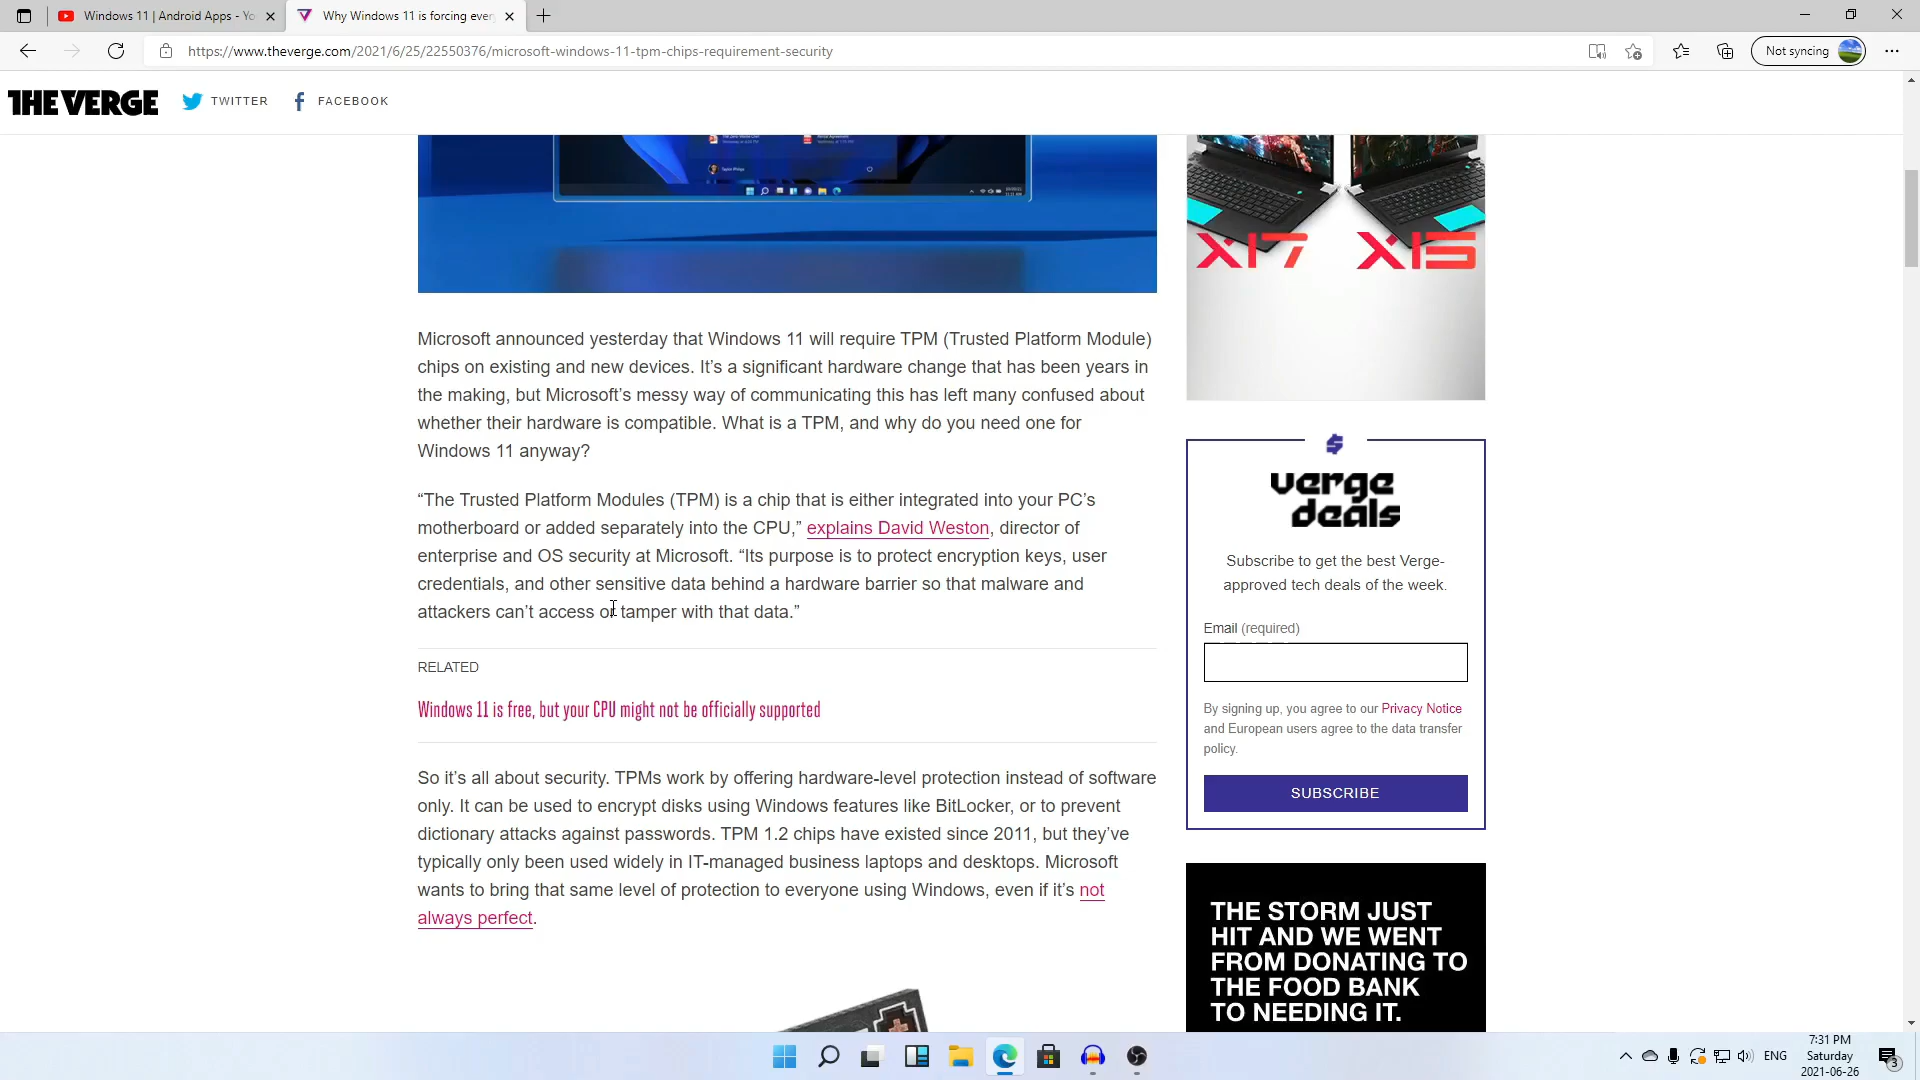 Windows 11 | Android Apps - Yo
Why Windows 11 is forcing ever
https://www.theverge.com/2021/6/25/22550376/microsoft-windows-11-tpm-chips-requirement-security
Not syncing
THE VERGE
TWITTER
FACEBOOK
X17 X15
Microsoft announced yesterday that Windows 11 will require TPM (Trusted Platform Module)
chips on existing and new devices. It’s a significant hardware change that has been years in
the making, but Microsoft’s messy way of communicating this has left many confused about
whether their hardware is compatible. What is a TPM, and why do you need one for
Windows 11 anyway?
“The Trusted Platform Modules (TPM) is a chip that is either integrated into your PC’s
motherboard or added separately into the CPU,” explains David Weston, director of
enterprise and OS security at Microsoft. “Its purpose is to protect encryption keys, user
credentials, and other sensitive data behind a hardware barrier so that malware and
attackers can’t access or tamper with that data.”
RELATED
Windows 11 is free, but your CPU might not be officially supported
So it’s all about security. TPMs work by offering hardware-level protection instead of software
only. It can be used to encrypt disks using Windows features like BitLocker, or to prevent
dictionary attacks against passwords. TPM 1.2 chips have existed since 2011, but they’ve
typically only been used widely in IT-managed business laptops and desktops. Microsoft
wants to bring that same level of protection to everyone using Windows, even if it’s not
always perfect.
verge
deals
Subscribe to get the best Verge-
approved tech deals of the week.
Email (required)
By signing up, you agree to our Privacy Notice
and European users agree to the data transfer
policy.
SUBSCRIBE
THE STORM JUST
HIT AND WE WENT
FROM DONATING TO
THE FOOD BANK
TO NEEDING IT.
ENG
7:31 PM
Saturday
2021-06-26
3